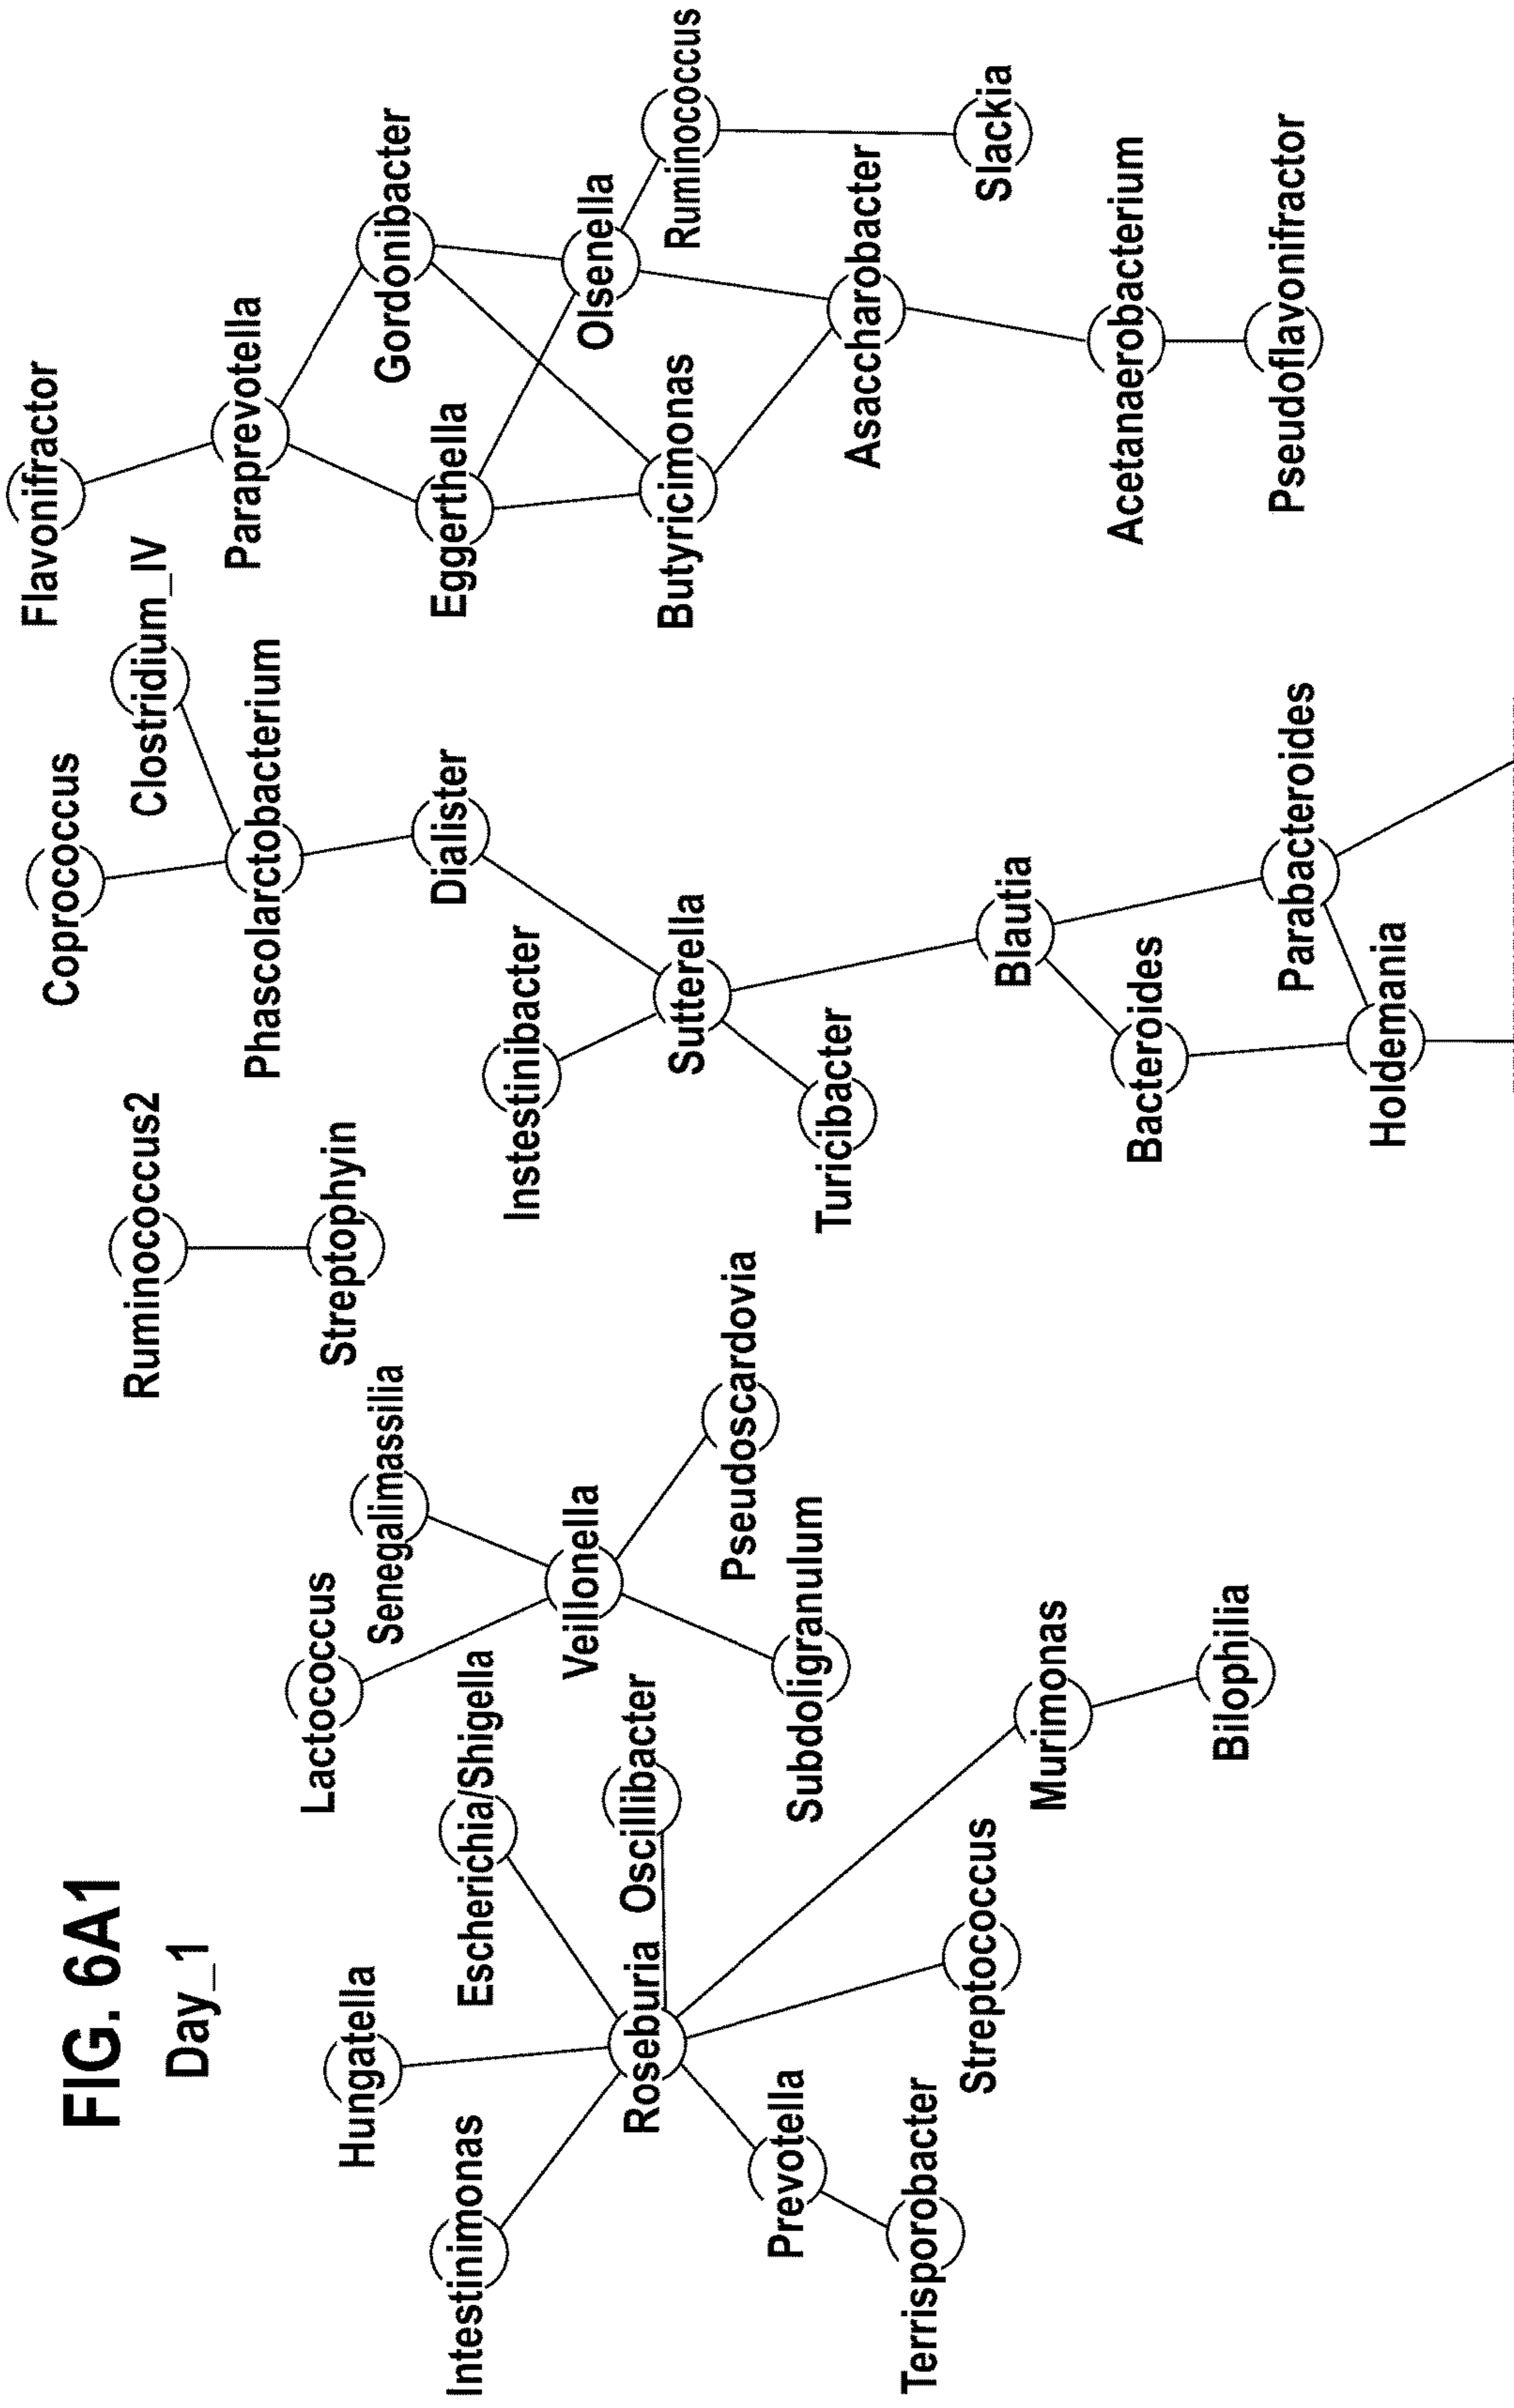 FIG. 6A1
Day_1
Intestinimonas
Hungatella
Escherichia/Shigella
Roseburia
Oscillibacter
Prevotella
Terrisporobacter
Streptococcus
Murimonas
Bilophilia
Lactococcus
Senegalimassilia
Veillonella
Pseudoscardovia
Subdoligranulum
Ruminococcus2
Streptophyin
Coprococcus
Clostridium_IV
Phascolarctobacterium
Dialister
Instestinibacter
Sutterella
Turicibacter
Blautia
Bacteroides
Parabacteroides
Holdemania
Flavonifractor
Paraprevotella
Gordonibacter
Eggerthella
Olsenella
Ruminococcus
Butyricimonas
Asaccharobacter
Slackia
Acetanaerobacterium
Pseudoflavonifractor